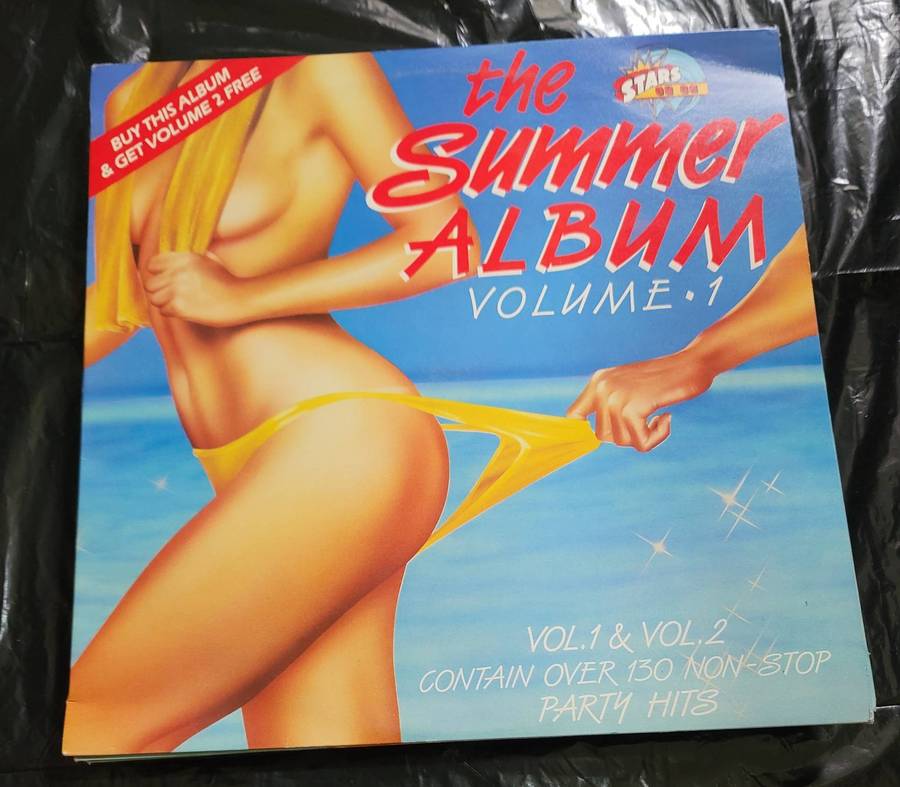 BUY THIS ALBUM
& GET VOLUME 2 FREE
STARS
the
Summer
ALBUM
VOLUME·1
VOL.1 & VOL.2
CONTAIN OVER 130 NON-STOP
PARTY HITS